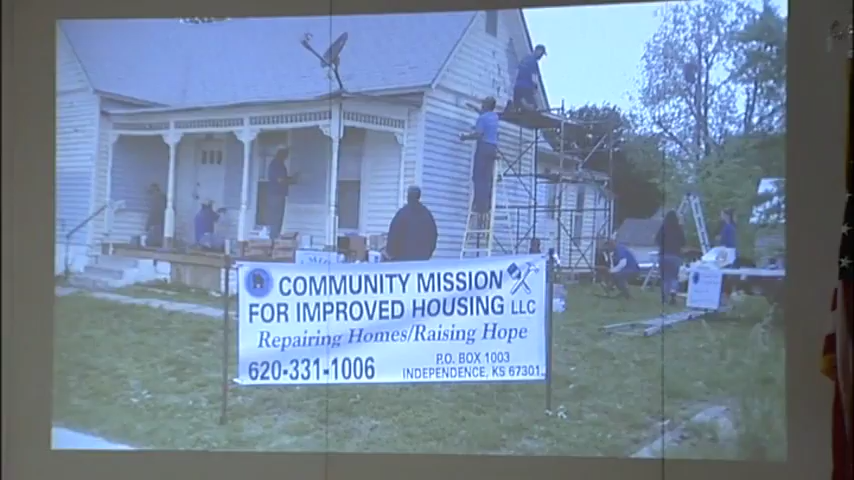 COMMUNITY MISSION
FOR IMPROVED HOUSING LLC
Repairing Homes/Raising Hope
620-331-1006
P.O. BOX 1003
INDEPENDENCE, KS 67301